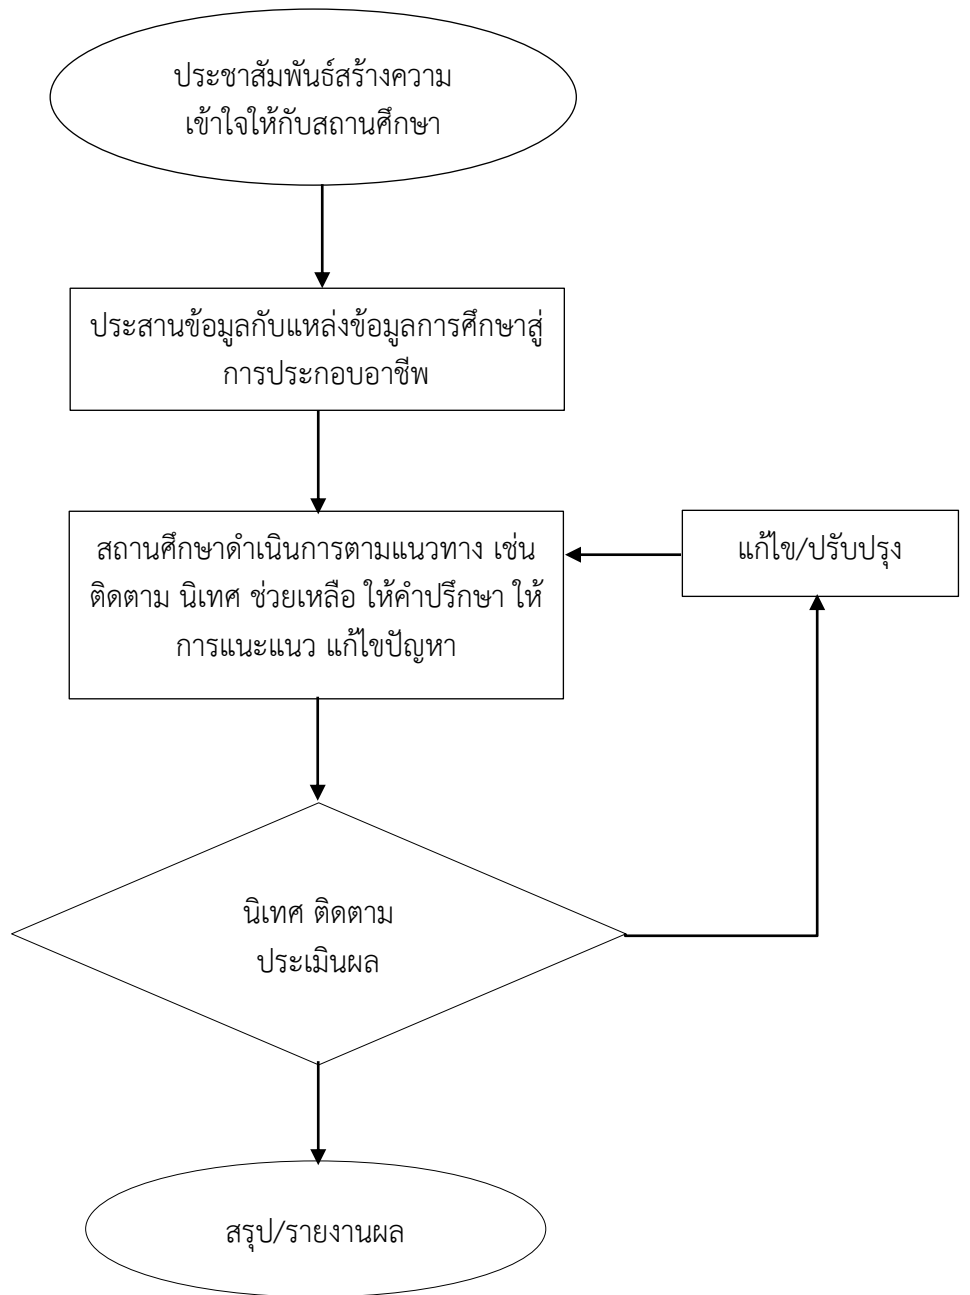 ประชาสัมพันธ์สร้างความ
เข้าใจให้กับสถานศึกษา
ประสานข้อมูลกับแหล่งข้อมูลการศึกษาสู่
การประกอบอาชีพ
สถานศึกษาดำเนินการตามแนวทาง เช่น
ติดตาม นิเทศ ช่วยเหลือ ให้คำปรึกษา ให้
การแนะแนว แก้ไขปัญหา
แก้ไข/ปรับปรุง
นิเทศ ติดตาม
ประเมินผล
สรุป/รายงานผล